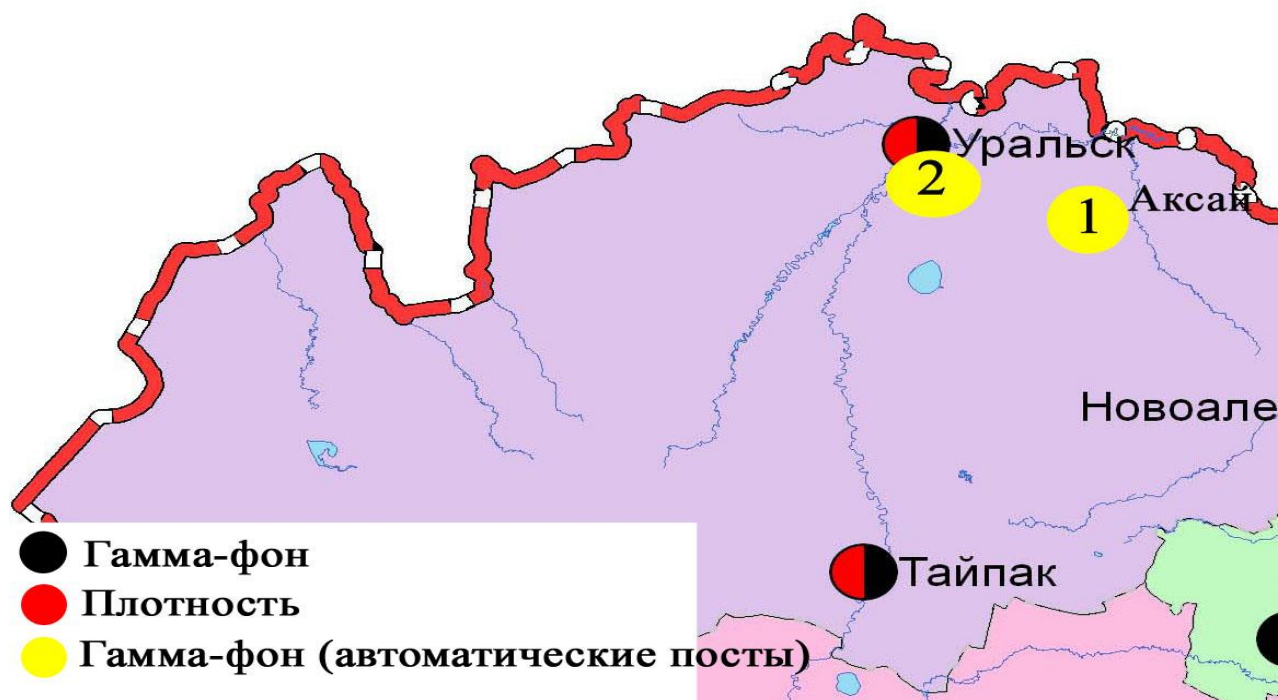 Уральск
2
Аксай
1
Новоале
Тайпак
Гамма-фон
Плотность
Гамма-фон (автоматические посты)